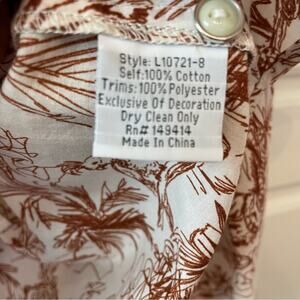 Style: L10721-8
Self:100% Cotton
Trims:100% Polyester
Exclusive Of Decoration
Dry Clean Only
Rn# 149414
Made In China